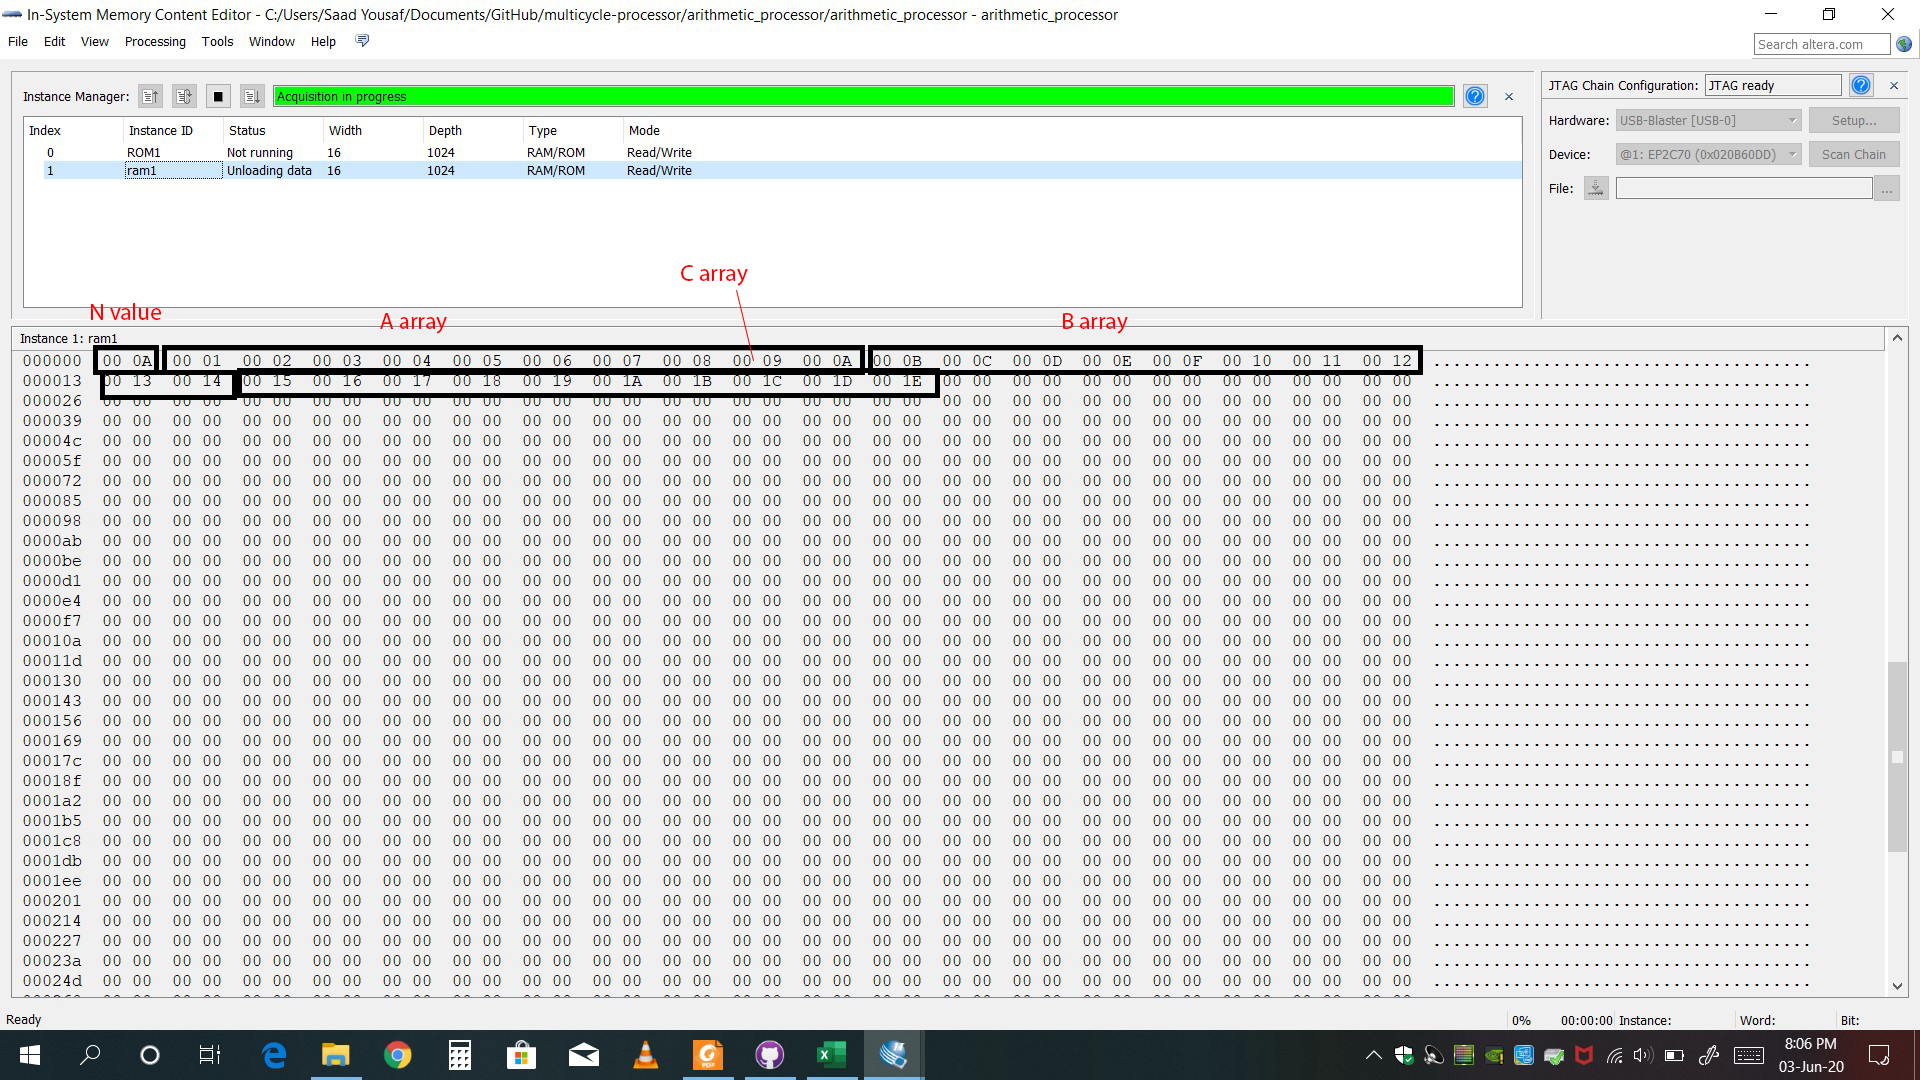 In-System Memory Content Editor - C:/Users/Saad Yousaf/Documents/GitHub/multicycle-processor/arithmetic_processor/arithmetic_processor - arithmetic_processor
File Edit View Processing Tools Window Help
Search altera.com
Instance Manager: Acquisition in progress
JTAG Chain Configuration: JTAG ready
Index Instance ID Status Width Depth Type Mode
0 ROM1 Not running 16 1024 RAM/ROM Read/Write
1 ram1 Unloading data 16 1024 RAM/ROM Read/Write
Hardware: USB-Blaster [USB-0] Setup...
Device: @1: EP2C70 (0x020B60DD) Scan Chain
File: ...
C array
N value
A array
B array
Instance 1: ram1
000000 00 0A 00 01 00 02 00 03 00 04 00 05 00 06 00 07 00 08 00 09 00 0A 00 0B 00 0C 00 0D 00 0E 00 0F 00 10 00 11 00 12 ......................................
000013 00 13 00 14 00 15 00 16 00 17 00 18 00 19 00 1A 00 1B 00 1C 00 1D 00 1E 00 00 00 00 00 00 00 00 00 00 00 00 00 00 ......................................
000026 00 00 00 00 00 00 00 00 00 00 00 00 00 00 00 00 00 00 00 00 00 00 00 00 00 00 00 00 00 00 00 00 00 00 00 00 00 00 ......................................
000039 00 00 00 00 00 00 00 00 00 00 00 00 00 00 00 00 00 00 00 00 00 00 00 00 00 00 00 00 00 00 00 00 00 00 00 00 00 00 ......................................
00004c 00 00 00 00 00 00 00 00 00 00 00 00 00 00 00 00 00 00 00 00 00 00 00 00 00 00 00 00 00 00 00 00 00 00 00 00 00 00 ......................................
00005f 00 00 00 00 00 00 00 00 00 00 00 00 00 00 00 00 00 00 00 00 00 00 00 00 00 00 00 00 00 00 00 00 00 00 00 00 00 00 ......................................
000072 00 00 00 00 00 00 00 00 00 00 00 00 00 00 00 00 00 00 00 00 00 00 00 00 00 00 00 00 00 00 00 00 00 00 00 00 00 00 ......................................
000085 00 00 00 00 00 00 00 00 00 00 00 00 00 00 00 00 00 00 00 00 00 00 00 00 00 00 00 00 00 00 00 00 00 00 00 00 00 00 ......................................
000098 00 00 00 00 00 00 00 00 00 00 00 00 00 00 00 00 00 00 00 00 00 00 00 00 00 00 00 00 00 00 00 00 00 00 00 00 00 00 ......................................
0000ab 00 00 00 00 00 00 00 00 00 00 00 00 00 00 00 00 00 00 00 00 00 00 00 00 00 00 00 00 00 00 00 00 00 00 00 00 00 00 ......................................
0000be 00 00 00 00 00 00 00 00 00 00 00 00 00 00 00 00 00 00 00 00 00 00 00 00 00 00 00 00 00 00 00 00 00 00 00 00 00 00 ......................................
0000d1 00 00 00 00 00 00 00 00 00 00 00 00 00 00 00 00 00 00 00 00 00 00 00 00 00 00 00 00 00 00 00 00 00 00 00 00 00 00 ......................................
0000e4 00 00 00 00 00 00 00 00 00 00 00 00 00 00 00 00 00 00 00 00 00 00 00 00 00 00 00 00 00 00 00 00 00 00 00 00 00 00 ......................................
0000f7 00 00 00 00 00 00 00 00 00 00 00 00 00 00 00 00 00 00 00 00 00 00 00 00 00 00 00 00 00 00 00 00 00 00 00 00 00 00 ......................................
00010a 00 00 00 00 00 00 00 00 00 00 00 00 00 00 00 00 00 00 00 00 00 00 00 00 00 00 00 00 00 00 00 00 00 00 00 00 00 00 ......................................
00011d 00 00 00 00 00 00 00 00 00 00 00 00 00 00 00 00 00 00 00 00 00 00 00 00 00 00 00 00 00 00 00 00 00 00 00 00 00 00 ......................................
000130 00 00 00 00 00 00 00 00 00 00 00 00 00 00 00 00 00 00 00 00 00 00 00 00 00 00 00 00 00 00 00 00 00 00 00 00 00 00 ......................................
000143 00 00 00 00 00 00 00 00 00 00 00 00 00 00 00 00 00 00 00 00 00 00 00 00 00 00 00 00 00 00 00 00 00 00 00 00 00 00 ......................................
000156 00 00 00 00 00 00 00 00 00 00 00 00 00 00 00 00 00 00 00 00 00 00 00 00 00 00 00 00 00 00 00 00 00 00 00 00 00 00 ......................................
000169 00 00 00 00 00 00 00 00 00 00 00 00 00 00 00 00 00 00 00 00 00 00 00 00 00 00 00 00 00 00 00 00 00 00 00 00 00 00 ......................................
00017c 00 00 00 00 00 00 00 00 00 00 00 00 00 00 00 00 00 00 00 00 00 00 00 00 00 00 00 00 00 00 00 00 00 00 00 00 00 00 ......................................
00018f 00 00 00 00 00 00 00 00 00 00 00 00 00 00 00 00 00 00 00 00 00 00 00 00 00 00 00 00 00 00 00 00 00 00 00 00 00 00 ......................................
0001a2 00 00 00 00 00 00 00 00 00 00 00 00 00 00 00 00 00 00 00 00 00 00 00 00 00 00 00 00 00 00 00 00 00 00 00 00 00 00 ......................................
0001b5 00 00 00 00 00 00 00 00 00 00 00 00 00 00 00 00 00 00 00 00 00 00 00 00 00 00 00 00 00 00 00 00 00 00 00 00 00 00 ......................................
0001c8 00 00 00 00 00 00 00 00 00 00 00 00 00 00 00 00 00 00 00 00 00 00 00 00 00 00 00 00 00 00 00 00 00 00 00 00 00 00 ......................................
0001db 00 00 00 00 00 00 00 00 00 00 00 00 00 00 00 00 00 00 00 00 00 00 00 00 00 00 00 00 00 00 00 00 00 00 00 00 00 00 ......................................
0001ee 00 00 00 00 00 00 00 00 00 00 00 00 00 00 00 00 00 00 00 00 00 00 00 00 00 00 00 00 00 00 00 00 00 00 00 00 00 00 ......................................
000201 00 00 00 00 00 00 00 00 00 00 00 00 00 00 00 00 00 00 00 00 00 00 00 00 00 00 00 00 00 00 00 00 00 00 00 00 00 00 ......................................
000214 00 00 00 00 00 00 00 00 00 00 00 00 00 00 00 00 00 00 00 00 00 00 00 00 00 00 00 00 00 00 00 00 00 00 00 00 00 00 ......................................
000227 00 00 00 00 00 00 00 00 00 00 00 00 00 00 00 00 00 00 00 00 00 00 00 00 00 00 00 00 00 00 00 00 00 00 00 00 00 00 ......................................
00023a 00 00 00 00 00 00 00 00 00 00 00 00 00 00 00 00 00 00 00 00 00 00 00 00 00 00 00 00 00 00 00 00 00 00 00 00 00 00 ......................................
00024d 00 00 00 00 00 00 00 00 00 00 00 00 00 00 00 00 00 00 00 00 00 00 00 00 00 00 00 00 00 00 00 00 00 00 00 00 00 00 ......................................
Ready 0% 00:00:00 Instance: Word: Bit:
8:06 PM
03-Jun-20